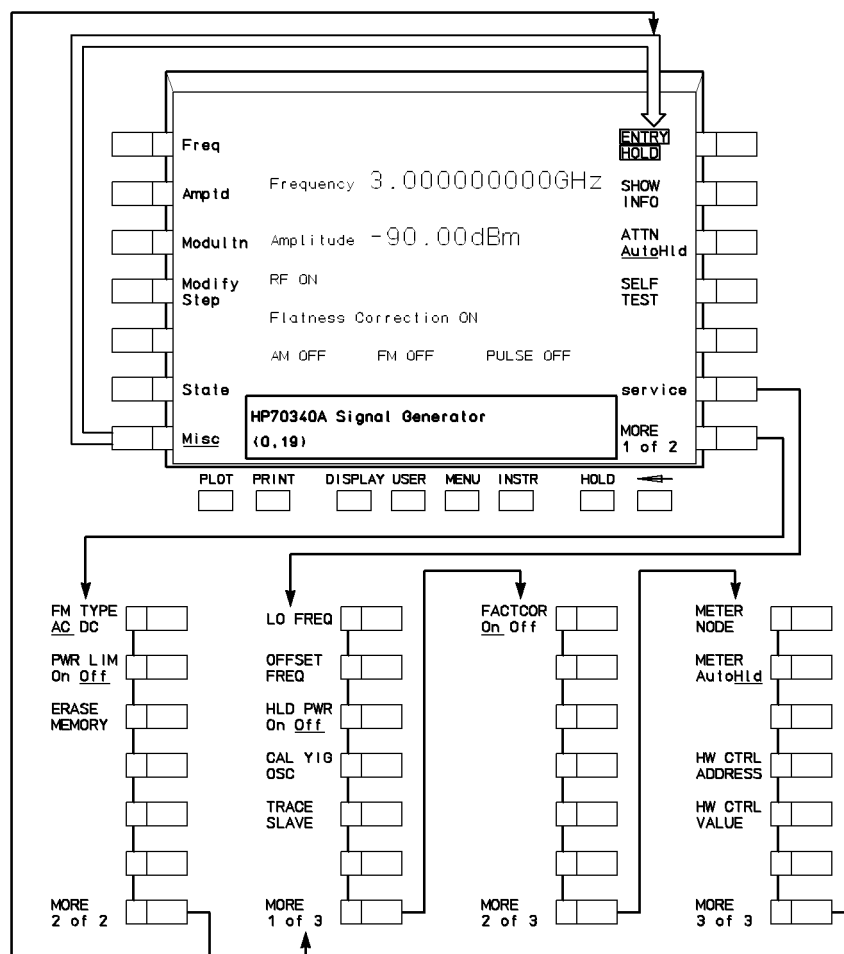 Freq
Amptd
Modultn
Modify
Step
State
Misc
Frequency 3.000000000GHz
Amplitude -90.00dBm
RF ON
Flatness Correction ON
AM OFF FM OFF PULSE OFF
HP70340A Signal Generator
(0,19)
ENTRY
HOLD
SHOW
INFO
ATTN
AutoHld
SELF
TEST
service
MORE
1 of 2
PLOT PRINT DISPLAY USER MENU INSTR HOLD
FM TYPE
AC DC
PWR LIM
On Off
ERASE
MEMORY
MORE
2 of 2
LO FREQ
OFFSET
FREQ
HLD PWR
On Off
CAL YIG
OSC
TRACE
SLAVE
MORE
1 of 3
FACTCOR
On Off
MORE
2 of 3
METER
NODE
METER
AutoHld
HW CTRL
ADDRESS
HW CTRL
VALUE
MORE
3 of 3